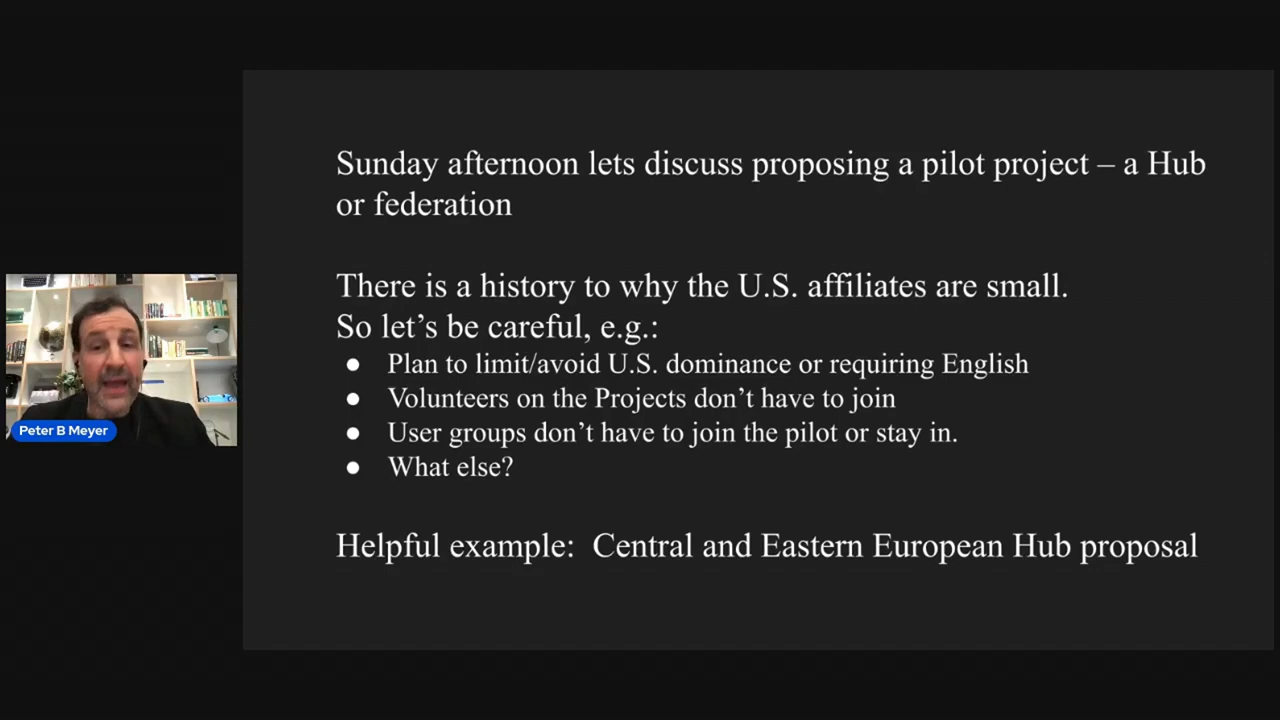 Sunday afternoon lets discuss proposing a pilot project – a Hub
or federation
There is a history to why the U.S. affiliates are small.
So let’s be careful, e.g.:
● Plan to limit/avoid U.S. dominance or requiring English
● Volunteers on the Projects don’t have to join
● User groups don’t have to join the pilot or stay in.
● What else?
Helpful example:  Central and Eastern European Hub proposal
Peter B Meyer